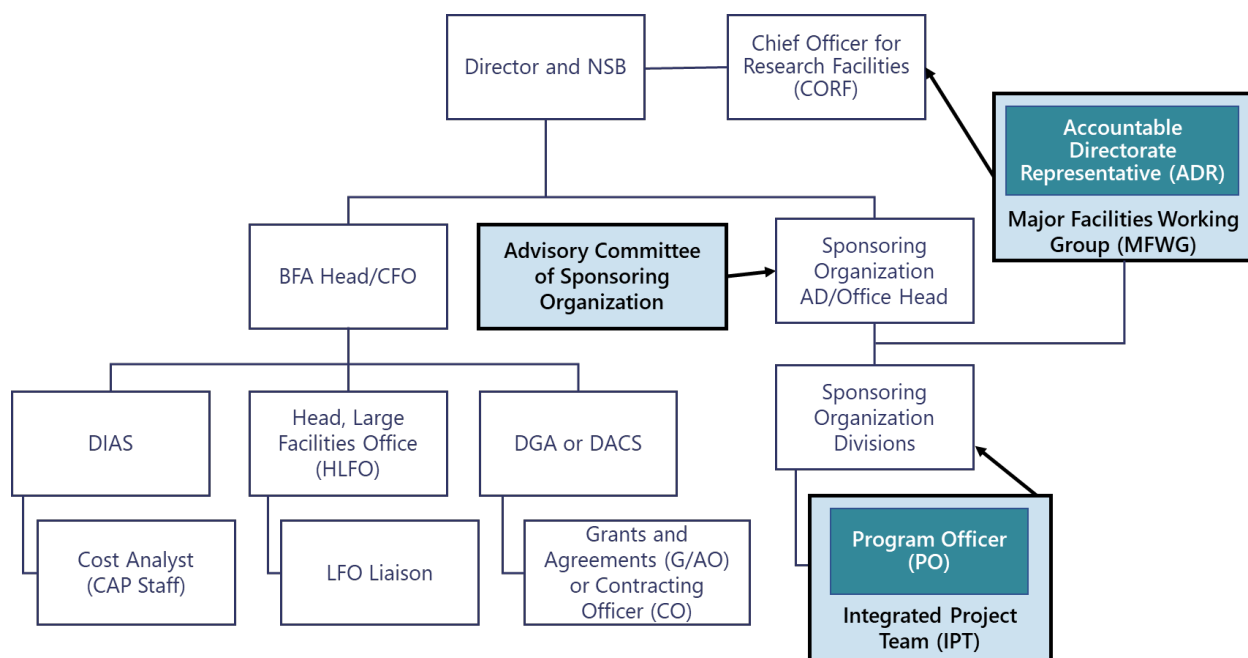 Director and NSB
Chief Officer for
Research Facilities
(CORF)
Accountable
Directorate
Representative (ADR)
Major Facilities Working
Group (MFWG)
BFA Head/CFO
Advisory Committee
of Sponsoring
Organization
Sponsoring
Organization
AD/Office Head
DIAS
Head, Large
Facilities Office
(HLFO)
DGA or DACS
Sponsoring
Organization
Divisions
Cost Analyst
(CAP Staff)
LFO Liaison
Grants and
Agreements (G/AO)
or Contracting
Officer (CO)
Program Officer
(PO)
Integrated Project
Team (IPT)